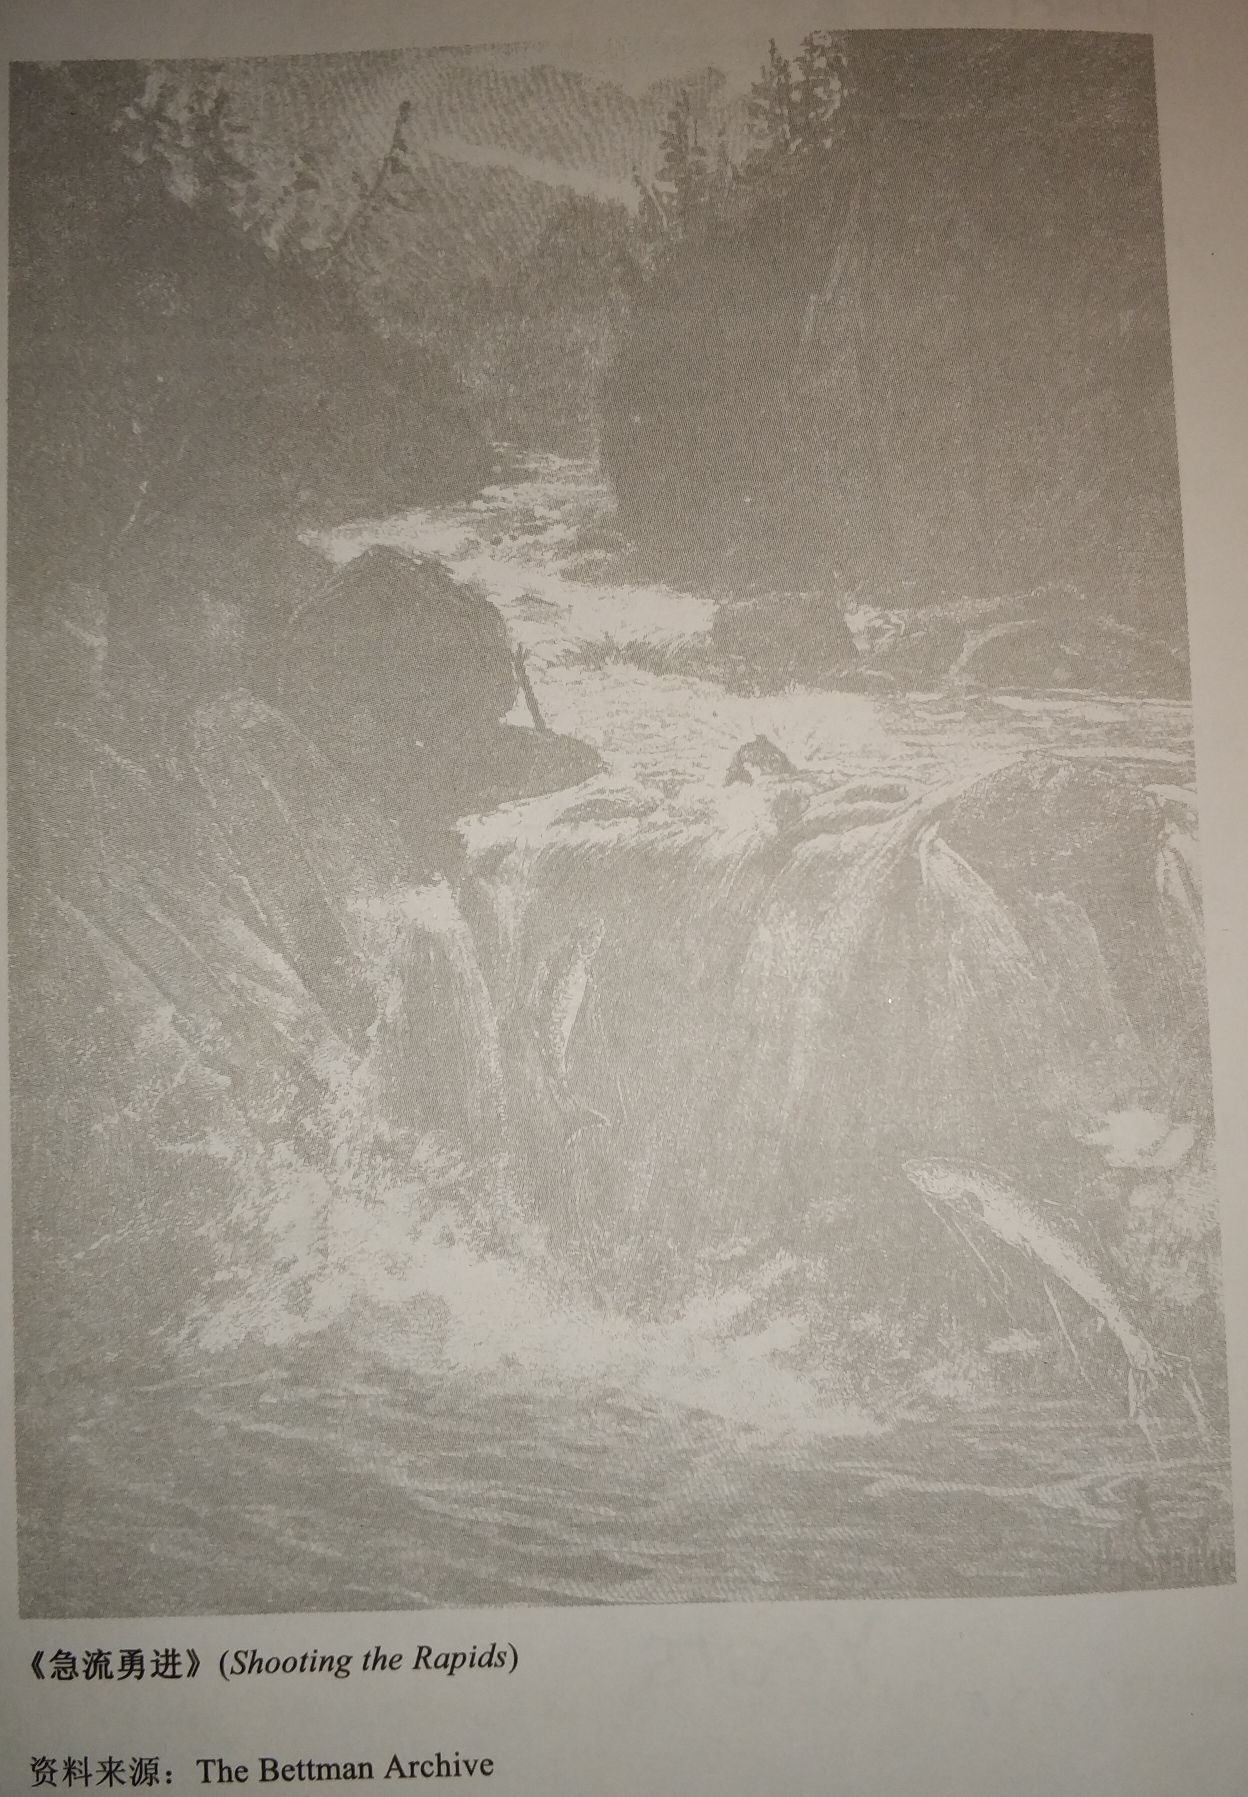 《急流勇进》(Shooting the Rapids)
资料来源：The Bettman Archive